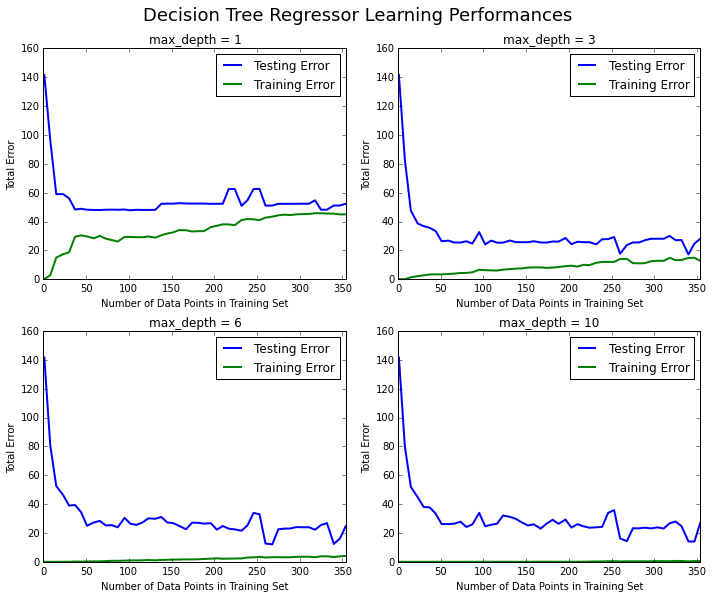 Decision Tree Regressor Learning Performances
max_depth = 1
160
140
120
100
80
60
40
20
0
Total Error
Testing Error
Training Error
0 50 100 150 200 250 300 350
Number of Data Points in Training Set
max_depth = 3
160
140
120
100
80
60
40
20
0
Total Error
Testing Error
Training Error
0 50 100 150 200 250 300 350
Number of Data Points in Training Set
max_depth = 6
160
140
120
100
80
60
40
20
0
Total Error
Testing Error
Training Error
0 50 100 150 200 250 300 350
Number of Data Points in Training Set
max_depth = 10
160
140
120
100
80
60
40
20
0
Total Error
Testing Error
Training Error
0 50 100 150 200 250 300 350
Number of Data Points in Training Set